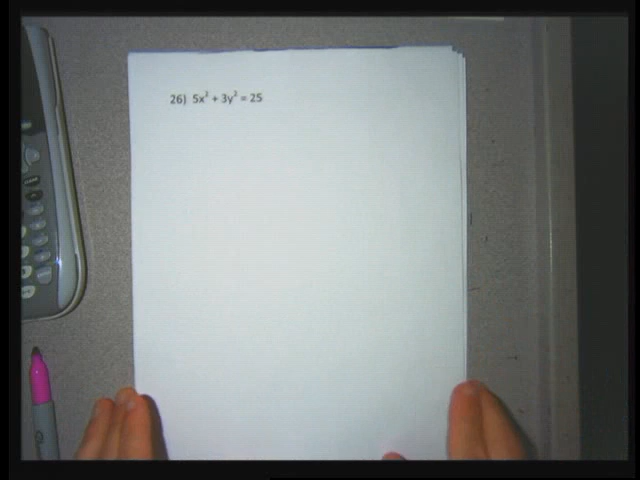 26) 5x² + 3y² = 25